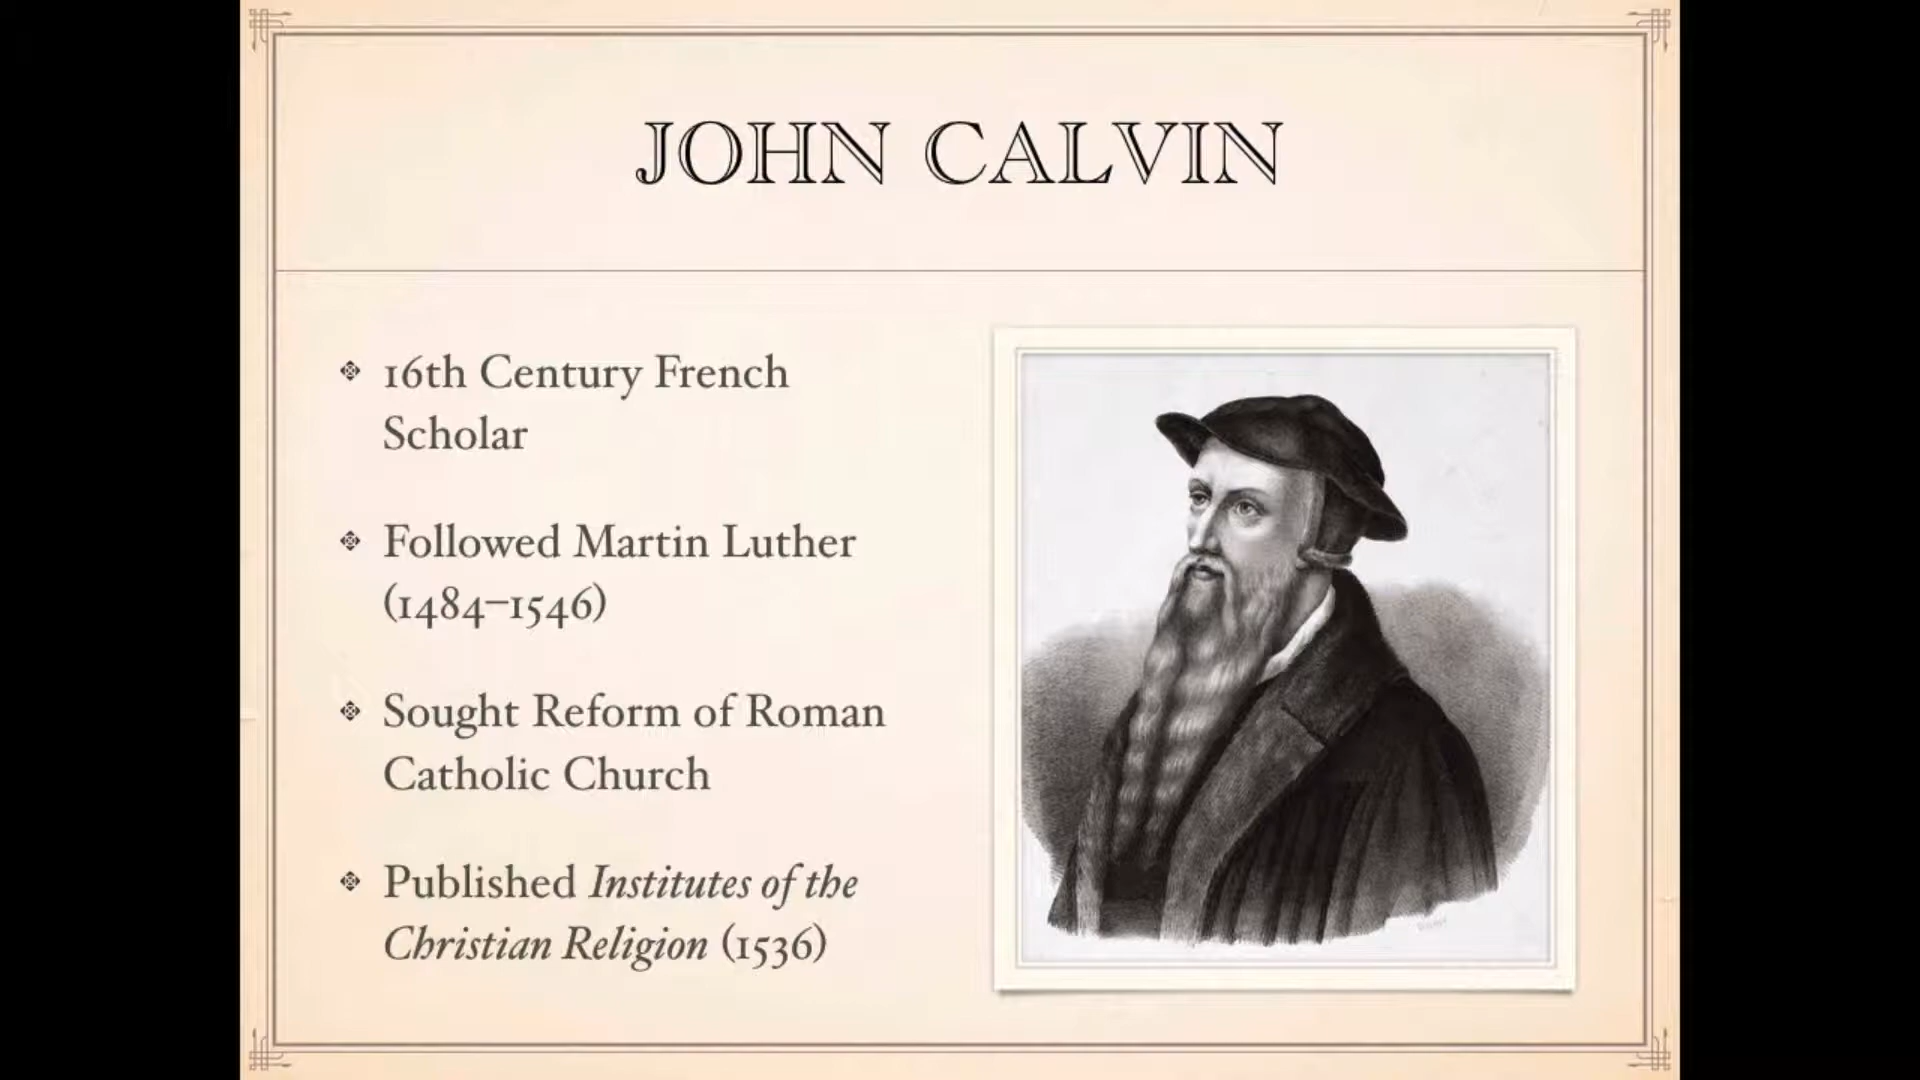 JOHN CALVIN
16th Century French
Scholar
Followed Martin Luther
(1484–1546)
Sought Reform of Roman
Catholic Church
Published Institutes of the
Christian Religion (1536)